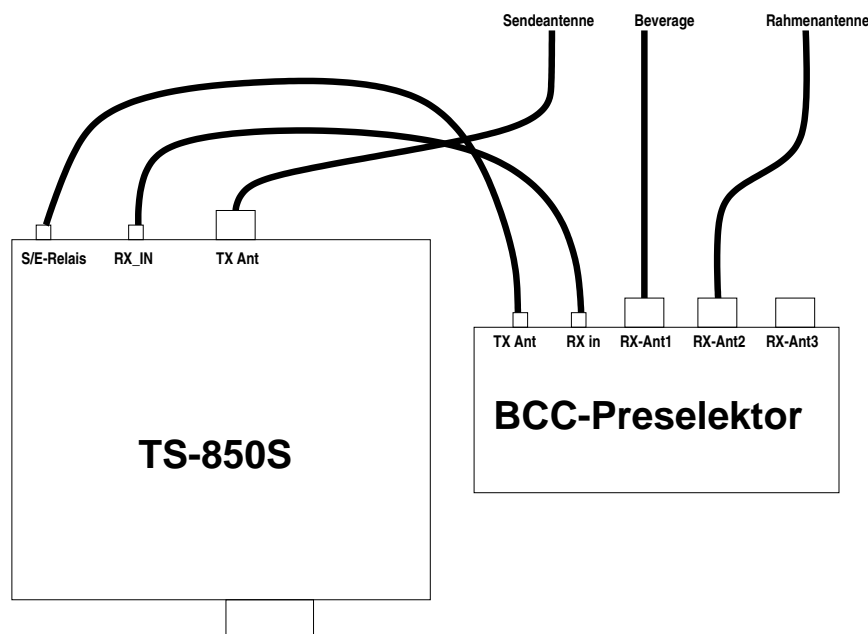 Sendeantenne Beverage Rahmenantenne
S/E-Relais RX_IN TX Ant
TX Ant RX in RX-Ant1 RX-Ant2 RX-Ant3
BCC-Preselektor
TS-850S